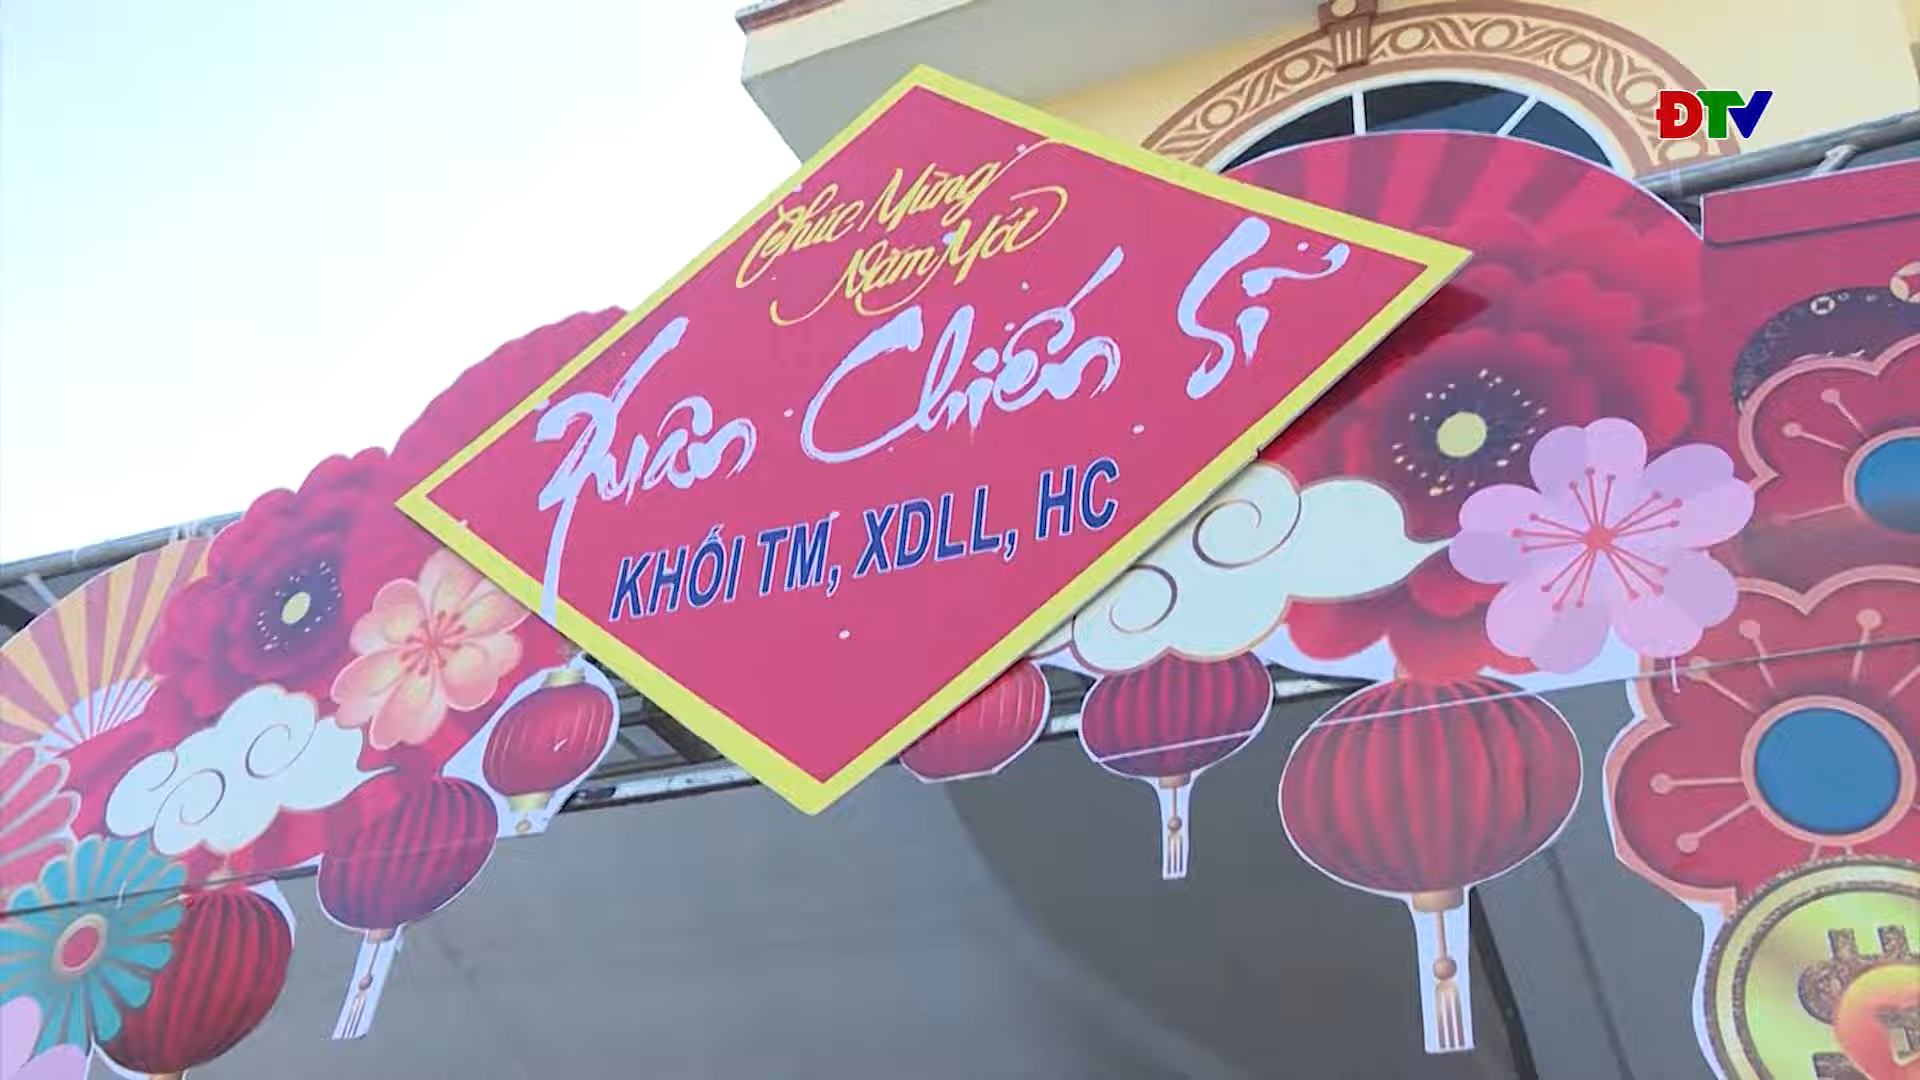 ĐTV
Chúc Mừng
Năm Mới
Xuân Chiến Sĩ
KHỐI TM, XDLL, HC